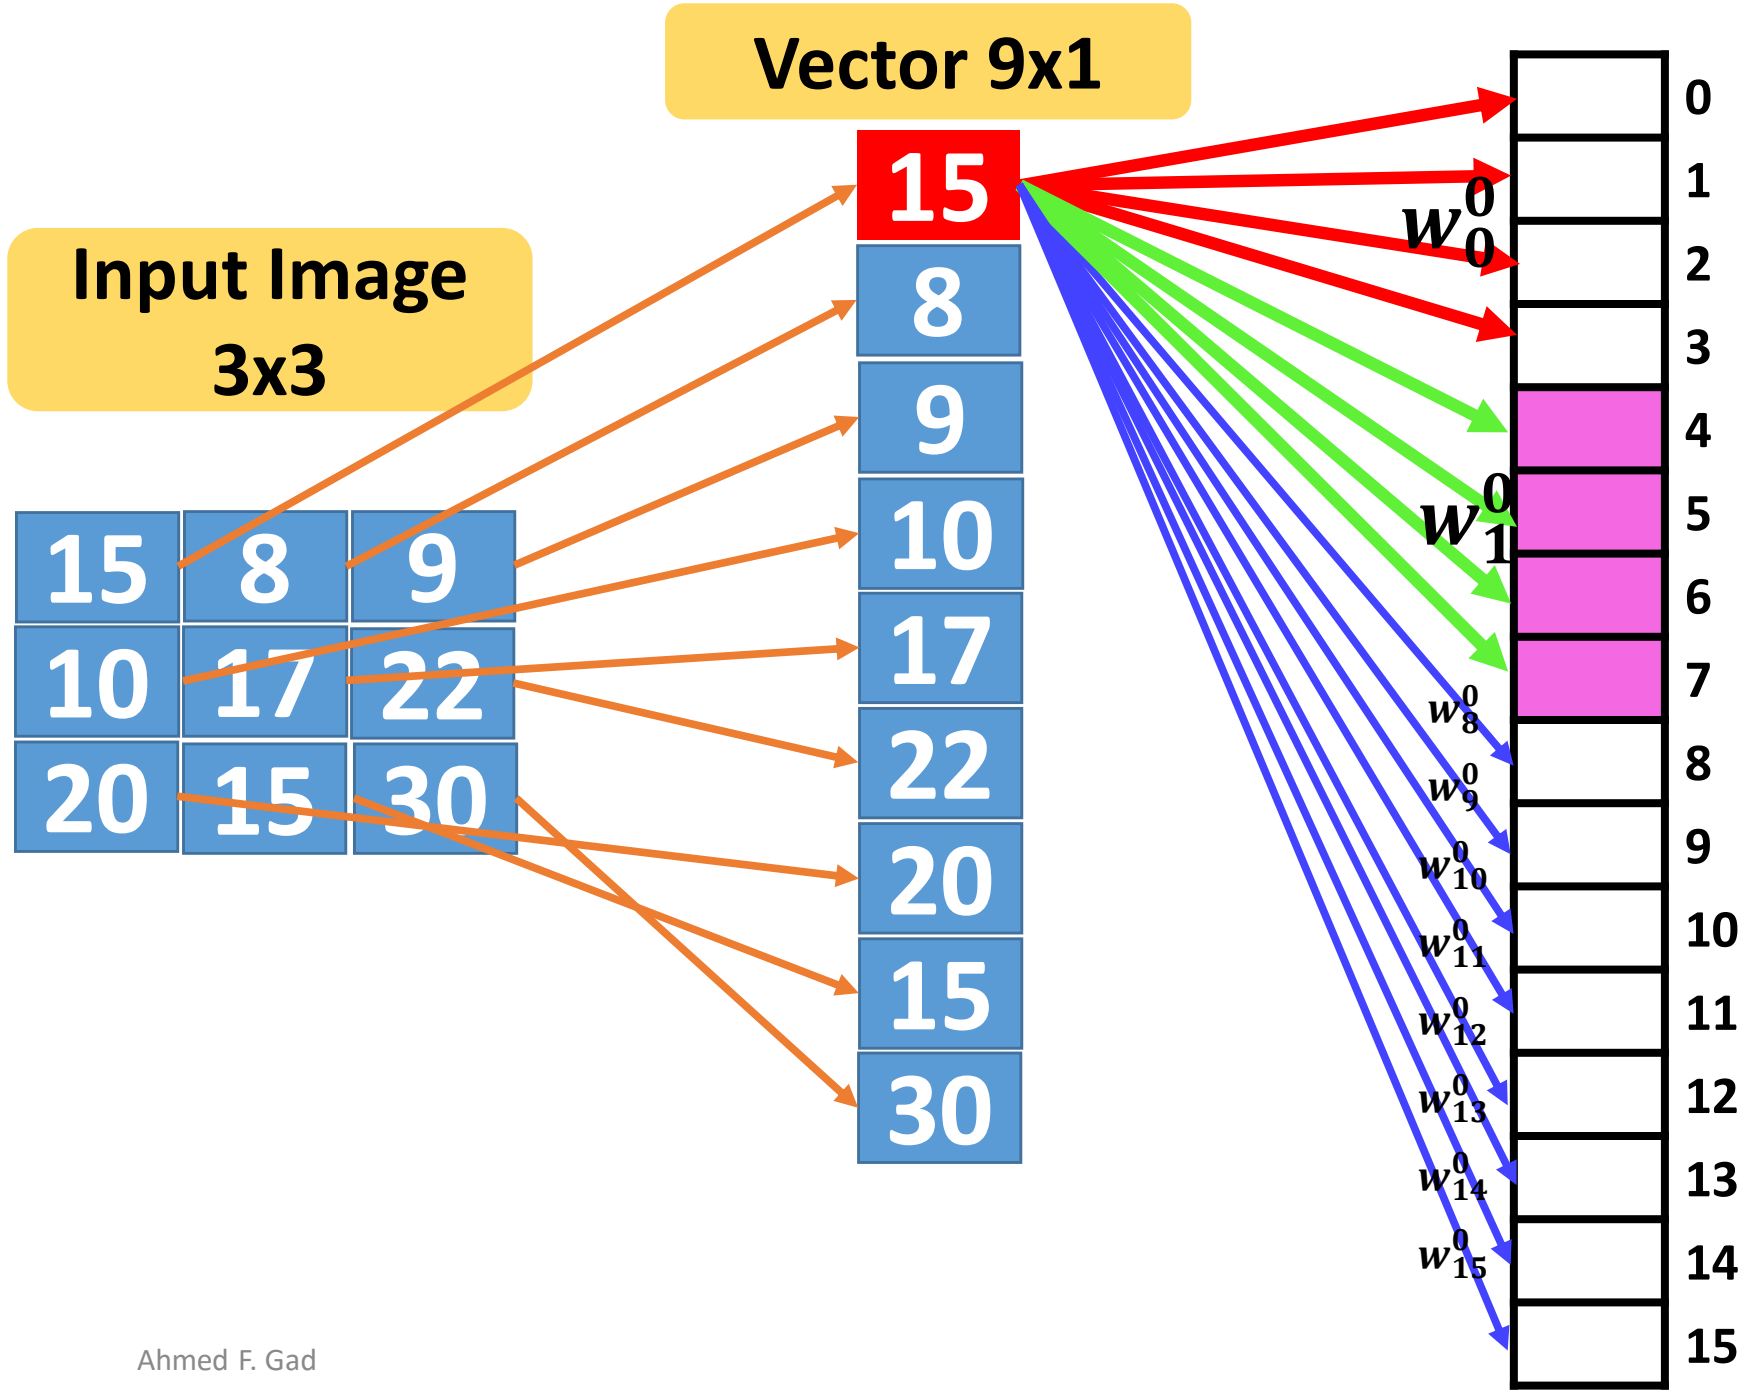 Vector 9x1
Input Image
3x3
15 8 9
10 17 22
20 15 30
15
8
9
10
17
22
20
15
30
w₀⁰
w₁⁰
w₈⁰
w₉⁰
w₁₀⁰
w₁₁⁰
w₁₂⁰
w₁₃⁰
w₁₄⁰
w₁₅⁰
0
1
2
3
4
5
6
7
8
9
10
11
12
13
14
15
Ahmed F. Gad